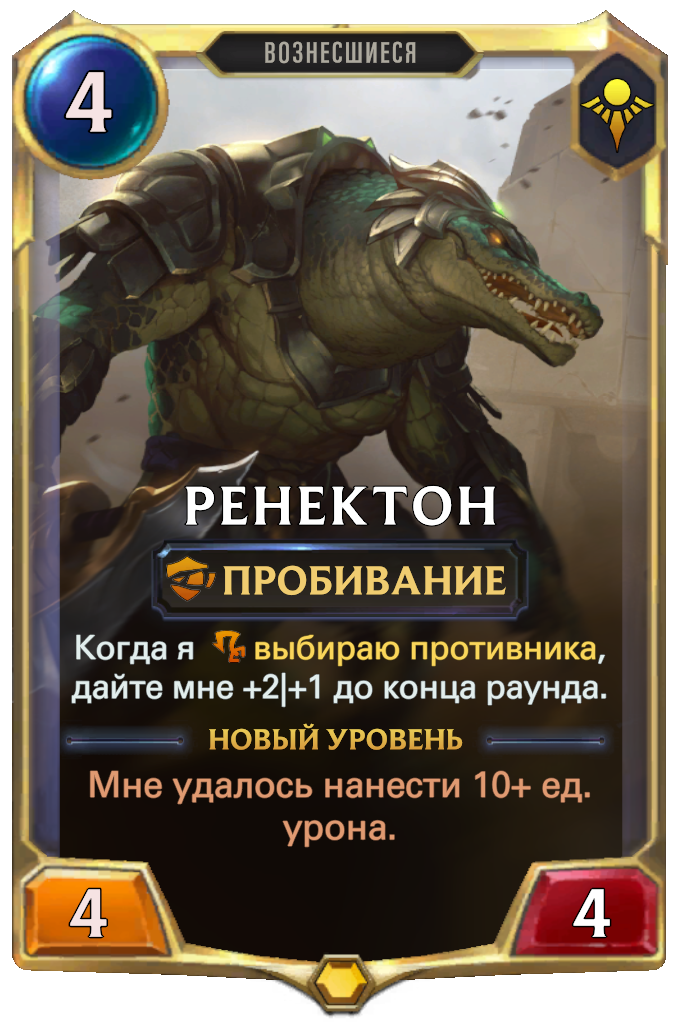 ВОЗНЕСШИЕСЯ
4
РЕНЕКТОН
ПРОБИВАНИЕ
Когда я выбираю противника,
дайте мне +2|+1 до конца раунда.
НОВЫЙ УРОВЕНЬ
Мне удалось нанести 10+ ед.
урона.
4 4